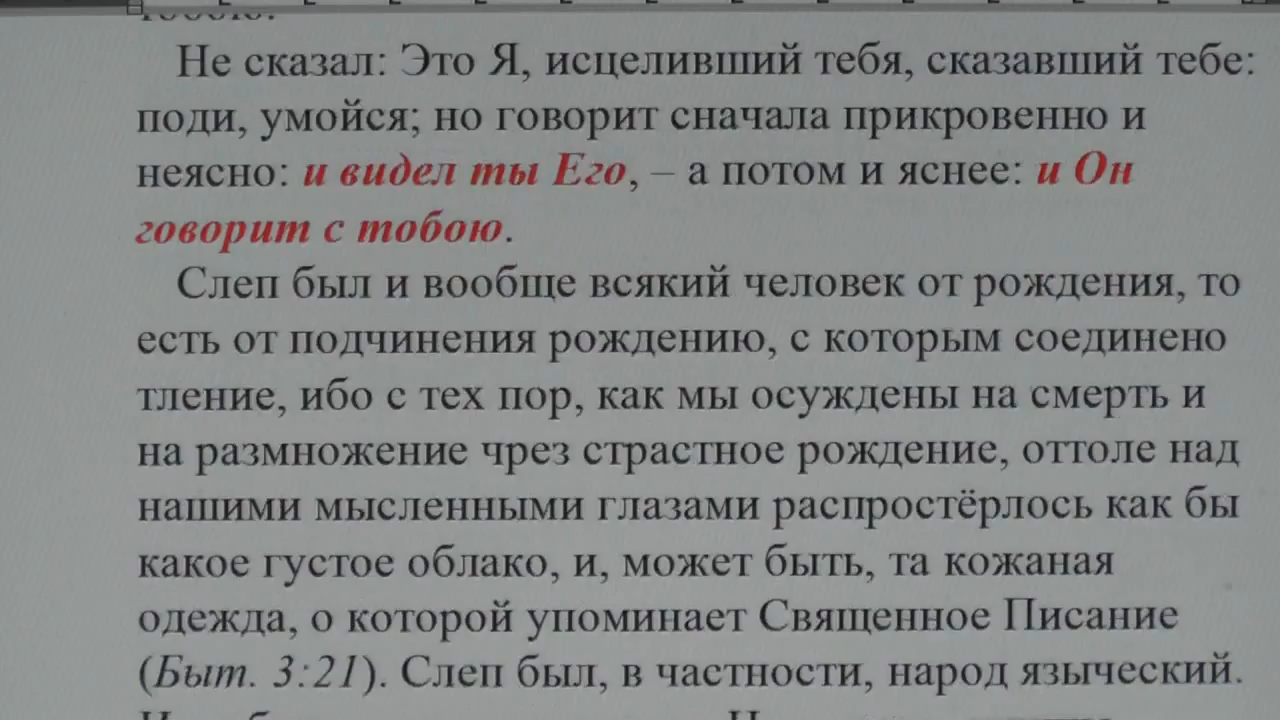 тобою.
Не сказал: Это Я, исцеливший тебя, сказавший тебе:
поди, умойся; но говорит сначала прикровенно и
неясно: и видел ты Его, – а потом и яснее: и Он
говорит с тобою.
Слеп был и вообще всякий человек от рождения, то
есть от подчинения рождению, с которым соединено
тление, ибо с тех пор, как мы осуждены на смерть и
на размножение чрез страстное рождение, оттоле над
нашими мысленными глазами распростёрлось как бы
какое густое облако, и, может быть, та кожаная
одежда, о которой упоминает Священное Писание
(Быт. 3:21). Слеп был, в частности, народ языческий.